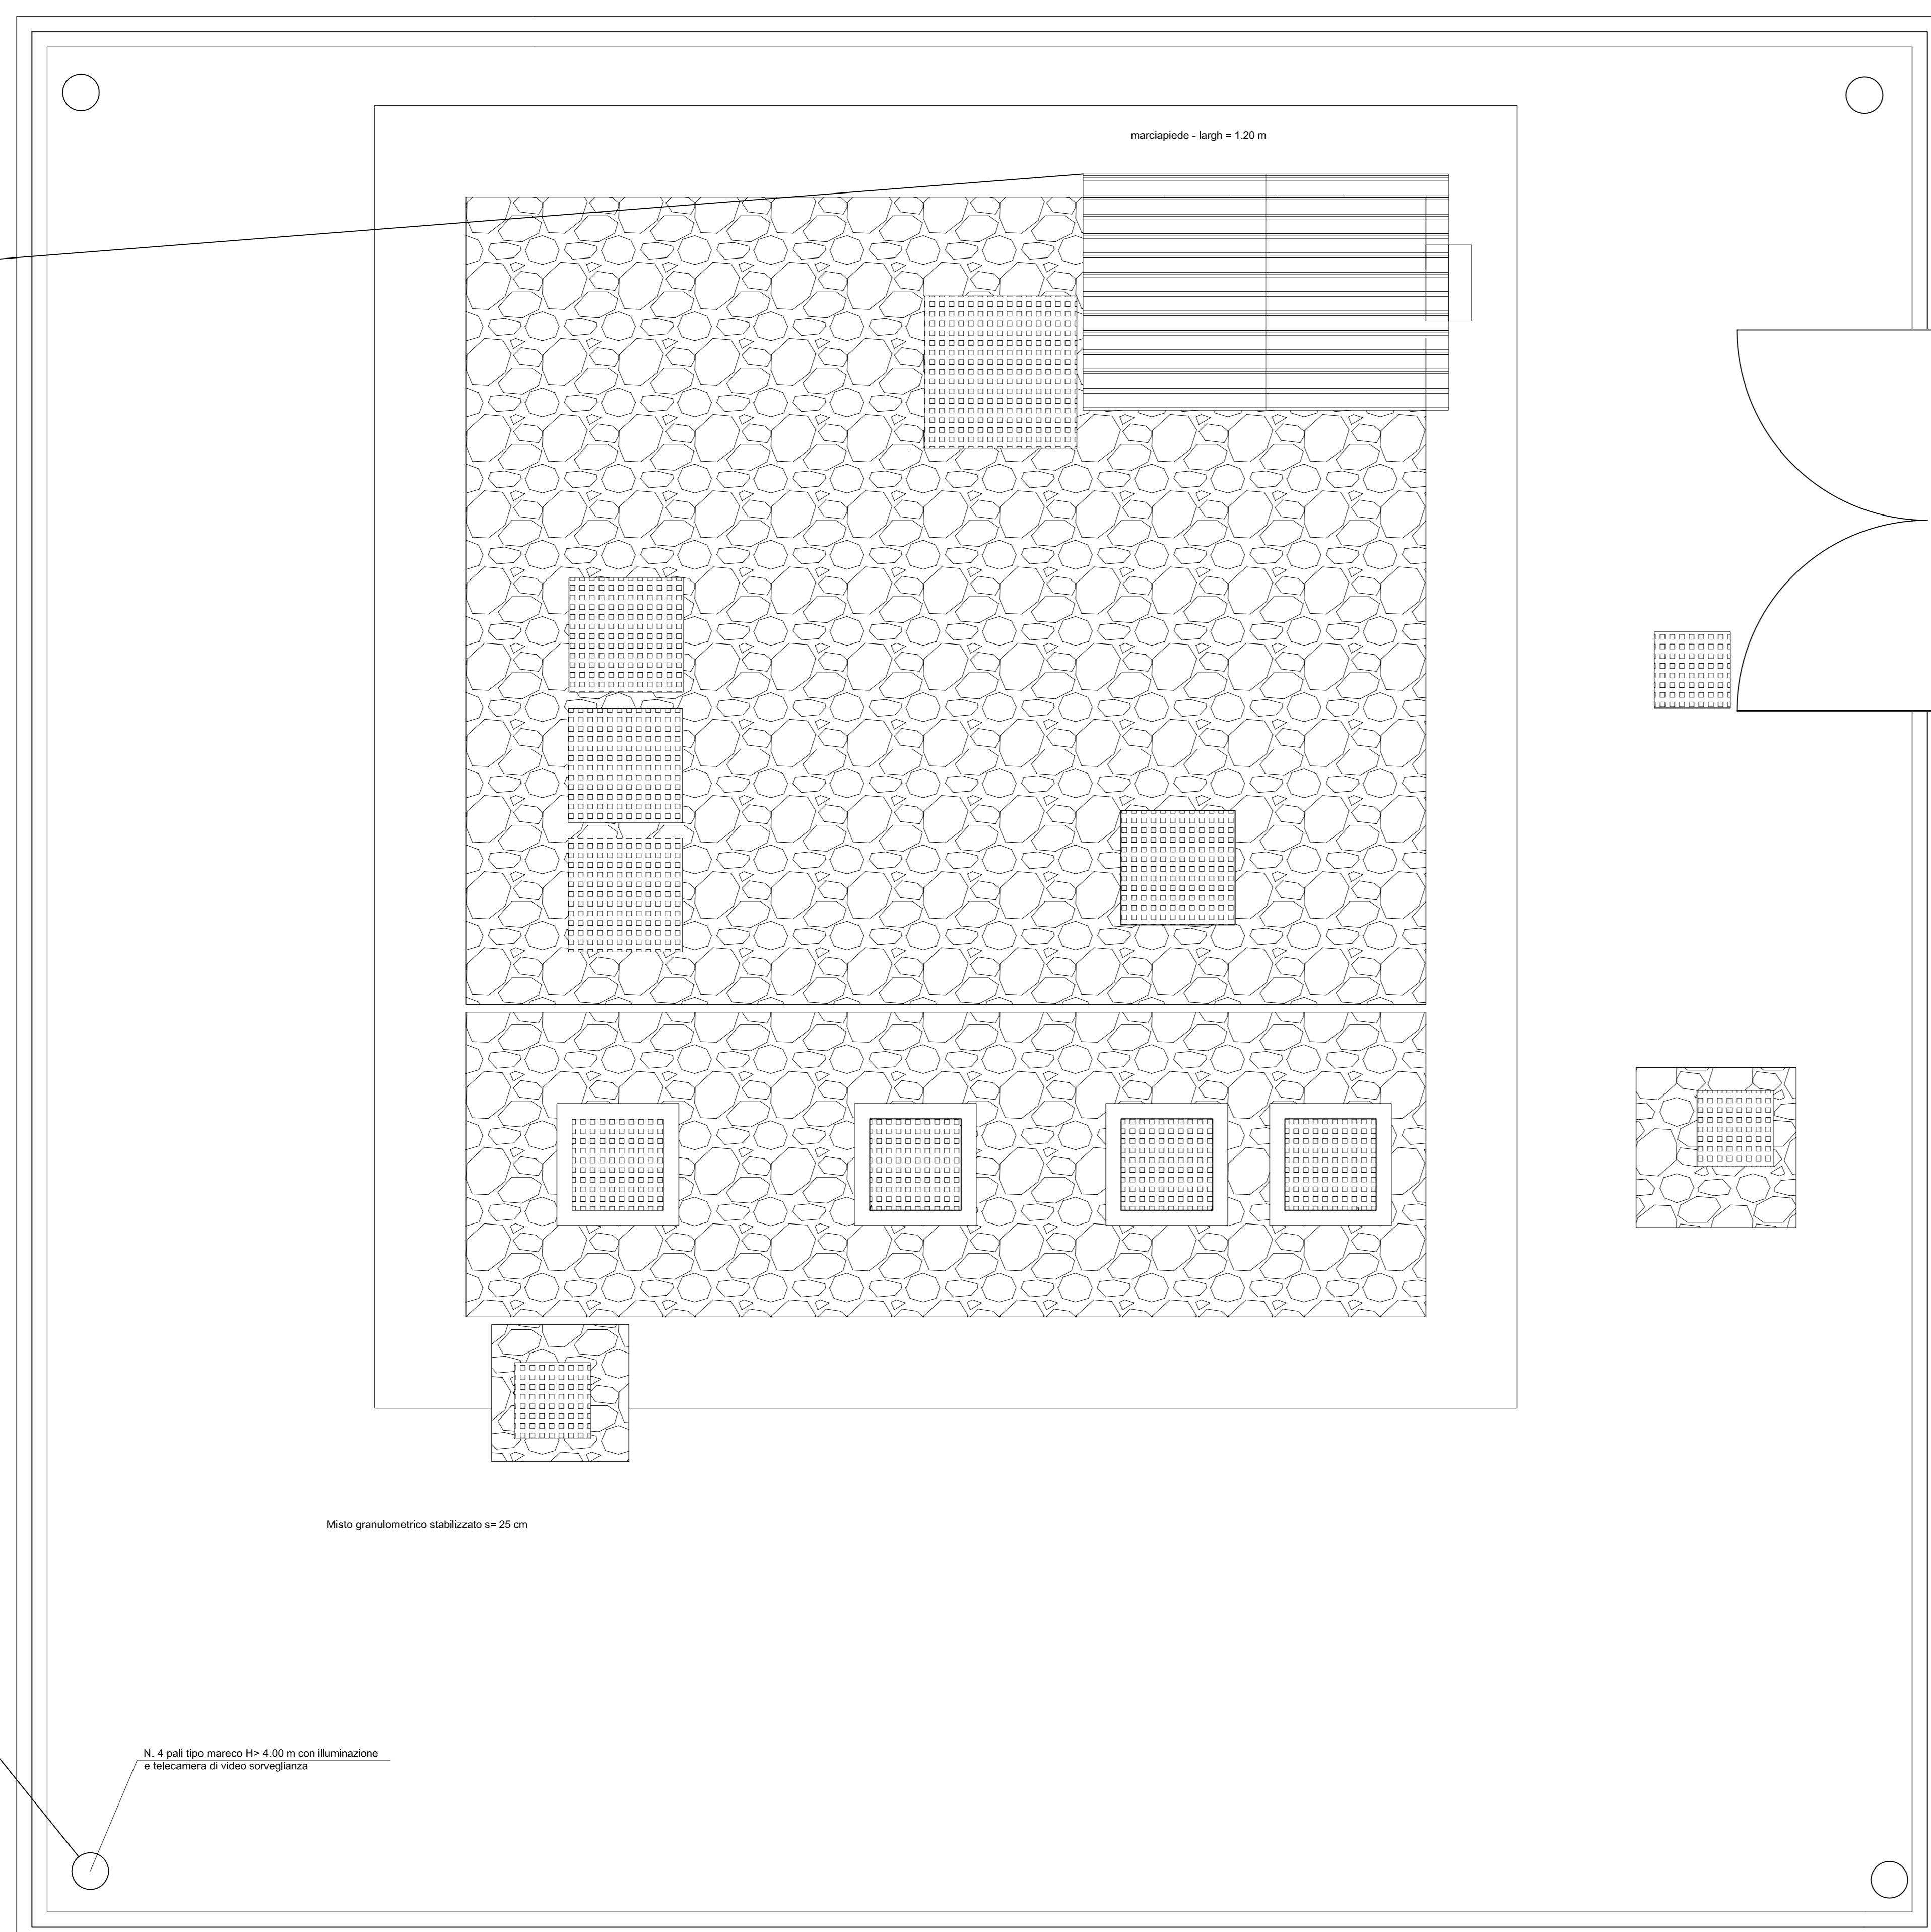 marciapiede - largh = 1.20 m
Misto granulometrico stabilizzato s= 25 cm
N. 4 pali tipo mareco H> 4.00 m con illuminazione
e telecamera di video sorveglianza